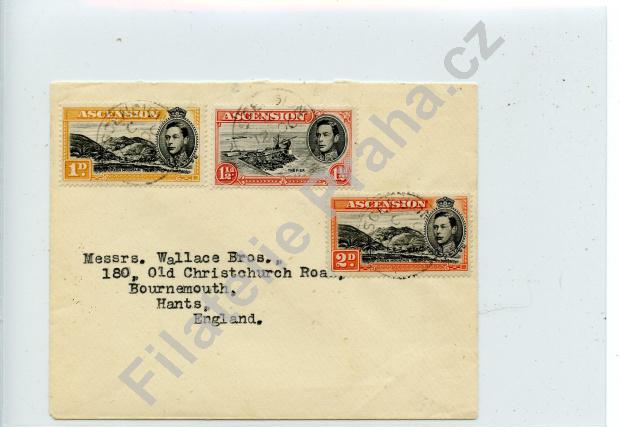 ASCENSION
1D.
ASCENSION
1½D 1½D
THE PIER
ASCENSION
2D.
Messrs. Wallace Bros.,
180, Old Christchurch Road,
Bournemouth,
Hants,
England.
Filatelie Praha.cz